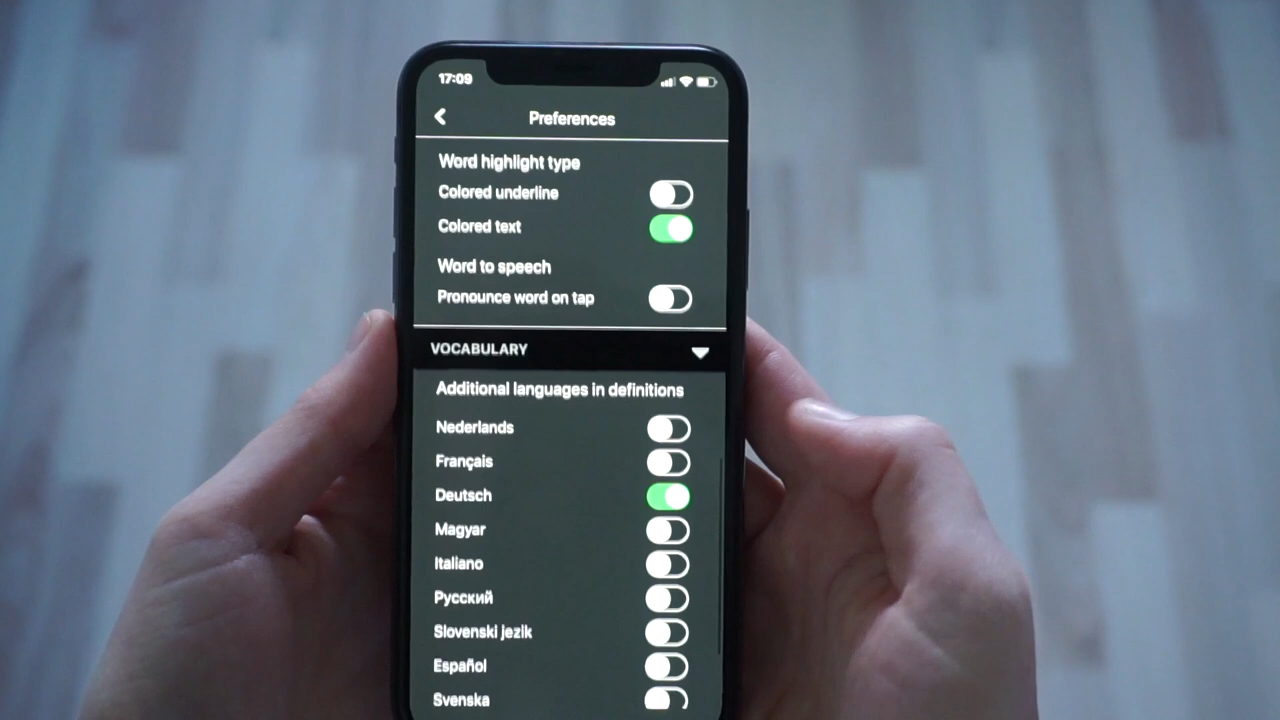 17:09
Preferences
Word highlight type
Colored underline
Colored text
Word to speech
Pronounce word on tap
VOCABULARY
Additional languages in definitions
Nederlands
Français
Deutsch
Magyar
Italiano
Русский
Slovenski jezik
Español
Svenska